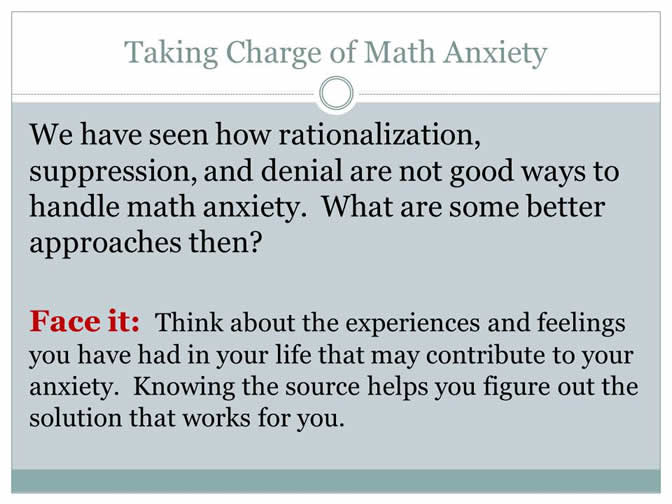 Taking Charge of Math Anxiety
We have seen how rationalization,
suppression, and denial are not good ways to
handle math anxiety.  What are some better
approaches then?
Face it:  Think about the experiences and feelings
you have had in your life that may contribute to your
anxiety.  Knowing the source helps you figure out the
solution that works for you.